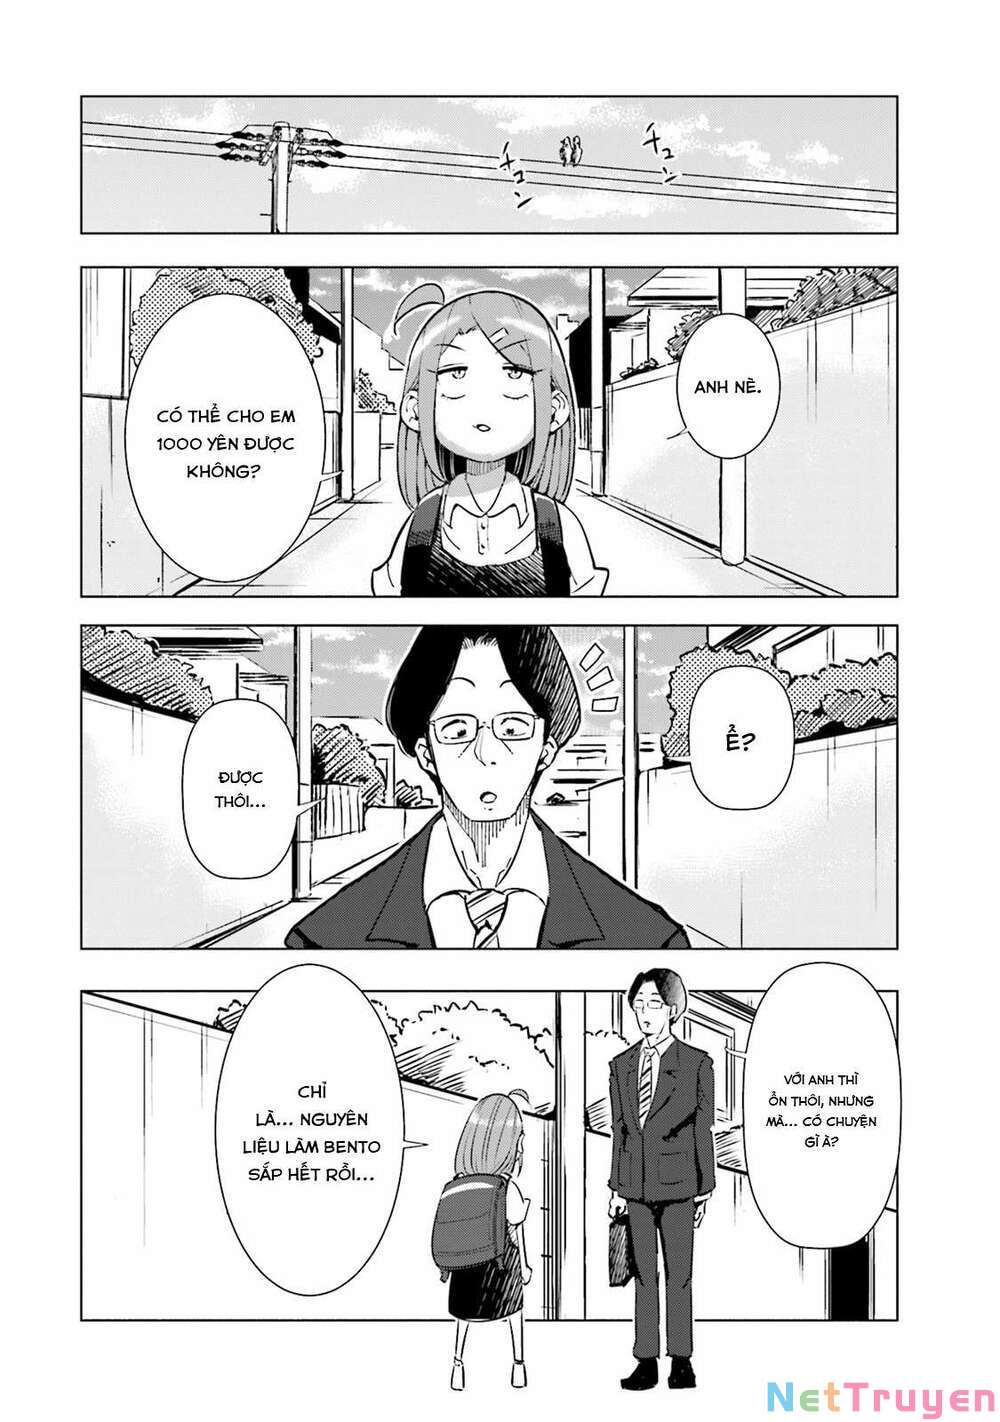 チュン
チュン
ANH NÈ.
CÓ THỂ CHO EM
1000 YÊN ĐƯỢC
KHÔNG?
Ể?
ĐƯỢC
THÔI...
VỚI ANH THÌ
ỔN THÔI, NHƯNG
MÀ... CÓ CHUYỆN
GÌ À?
CHỈ
LÀ... NGUYÊN
LIỆU LÀM BENTO
SẮP HẾT RỒI...
NetTruyen